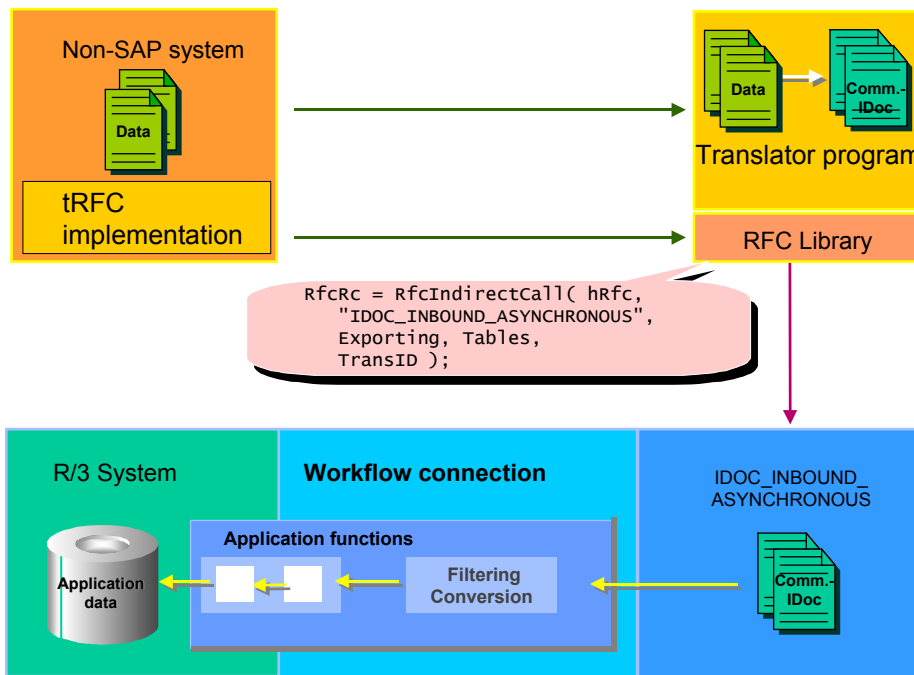 Non-SAP system
Data
tRFC
implementation
Data
Comm.-
IDoc
Translator program
RFC Library
RfcRc = RfcIndirectCall( hRfc,
"IDOC_INBOUND_ASYNCHRONOUS",
Exporting, Tables,
TransID );
R/3 System
Workflow connection
IDOC_INBOUND_
ASYNCHRONOUS
Application functions
Application
data
Filtering
Conversion
Comm.-
IDoc